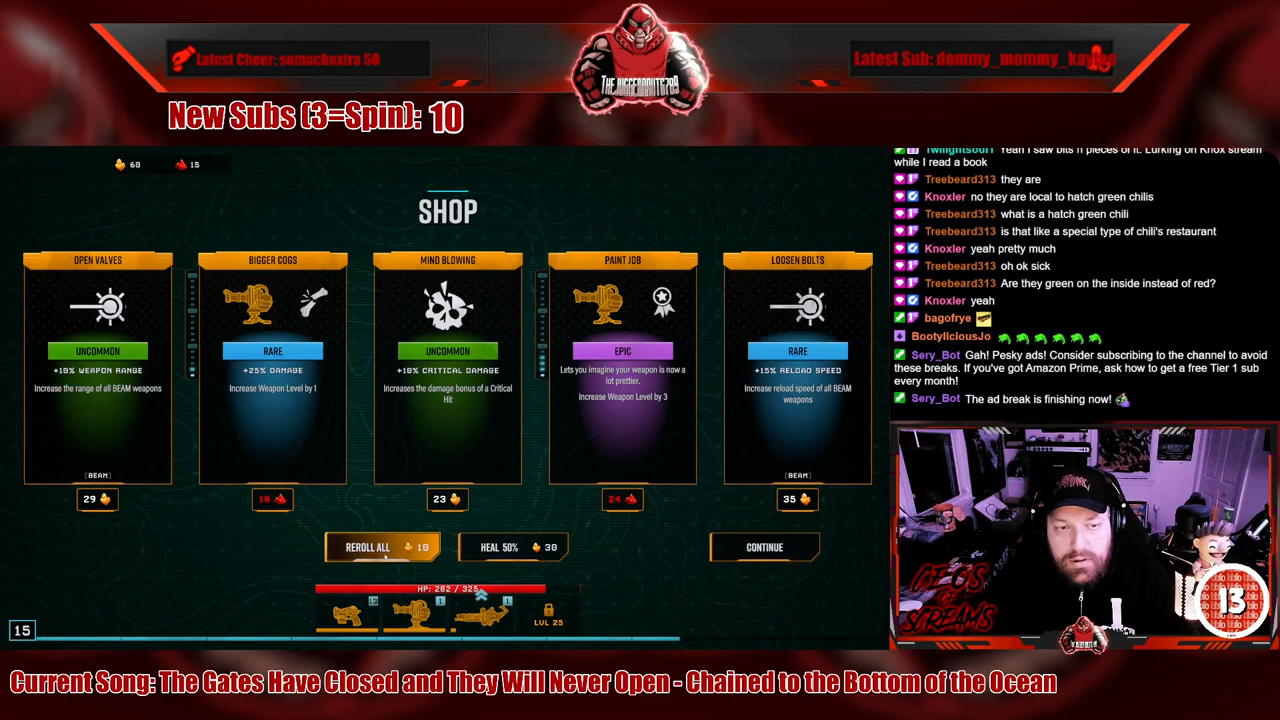 Latest Cheer: somachextra 50
THEJUGGERNAUT6789
Latest Sub: dommy_mommy_kay
New Subs (3=Spin): 10
60 15
SHOP
OPEN VALVES
UNCOMMON
+10% WEAPON RANGE
Increase the range of all BEAM weapons
[BEAM]
29
BIGGER COGS
RARE
+25% DAMAGE
Increase Weapon Level by 1
18
MIND BLOWING
UNCOMMON
+10% CRITICAL DAMAGE
Increases the damage bonus of a Critical
Hit
23
PAINT JOB
EPIC
Lets you imagine your weapon is now a
lot prettier.
Increase Weapon Level by 3
24
LOOSEN BOLTS
RARE
+15% RELOAD SPEED
Increase reload speed of all BEAM
weapons
[BEAM]
35
REROLL ALL 10
HEAL 50% 30
CONTINUE
HP: 282 / 325
13 1 1
LVL 25
15
Twilightsoul1 Yeah I saw bits n pieces of it. Lurking on Knox stream
while I read a book
Treebeard313 they are
Knoxler no they are local to hatch green chilis
Treebeard313 what is a hatch green chili
Treebeard313 is that like a special type of chili's restaurant
Knoxler yeah pretty much
Treebeard313 oh ok sick
Treebeard313 Are they green on the inside instead of red?
Knoxler yeah
bagofrye
BootyliciousJo
Sery_Bot Gah! Pesky ads! Consider subscribing to the channel to avoid
these breaks. If you've got Amazon Prime, ask how to get a free Tier 1 sub
every month!
Sery_Bot The ad break is finishing now!
13
Current Song: The Gates Have Closed and They Will Never Open - Chained to the Bottom of the Ocean